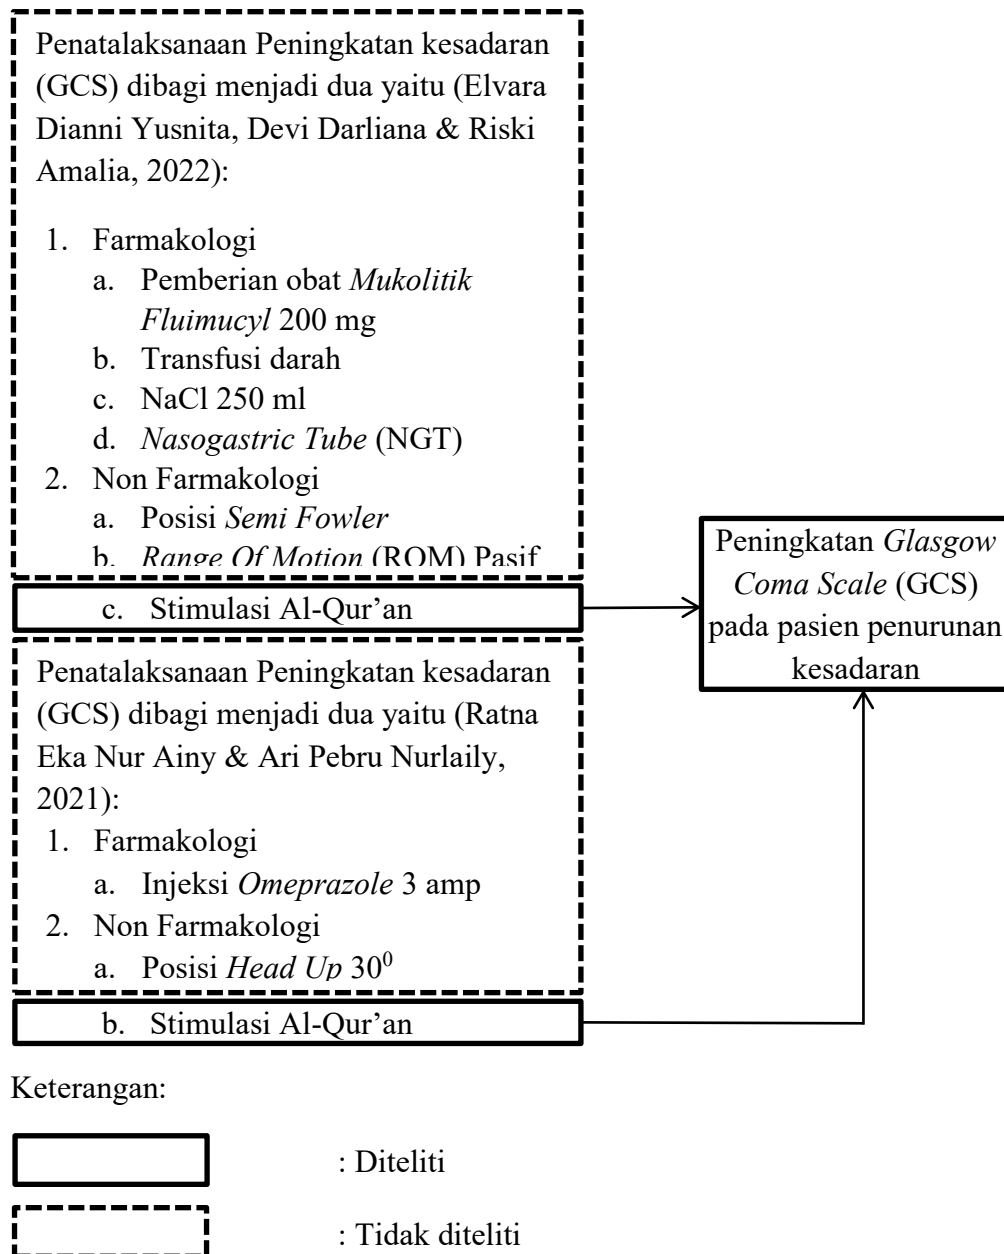 Penatalaksanaan Peningkatan kesadaran
(GCS) dibagi menjadi dua yaitu (Elvara
Dianni Yusnita, Devi Darliana & Riski
Amalia, 2022):
1. Farmakologi
a. Pemberian obat Mukolitik
Fluimucyl 200 mg
b. Transfusi darah
c. NaCl 250 ml
d. Nasogastric Tube (NGT)
2. Non Farmakologi
a. Posisi Semi Fowler
b. Range Of Motion (ROM) Pasif
c. Stimulasi Al-Qur’an
Penatalaksanaan Peningkatan kesadaran
(GCS) dibagi menjadi dua yaitu (Ratna
Eka Nur Ainy & Ari Pebru Nurlaily,
2021):
1. Farmakologi
a. Injeksi Omeprazole 3 amp
2. Non Farmakologi
a. Posisi Head Up 30⁰
b. Stimulasi Al-Qur’an
Peningkatan Glasgow
Coma Scale (GCS)
pada pasien penurunan
kesadaran
Keterangan:
: Diteliti
: Tidak diteliti